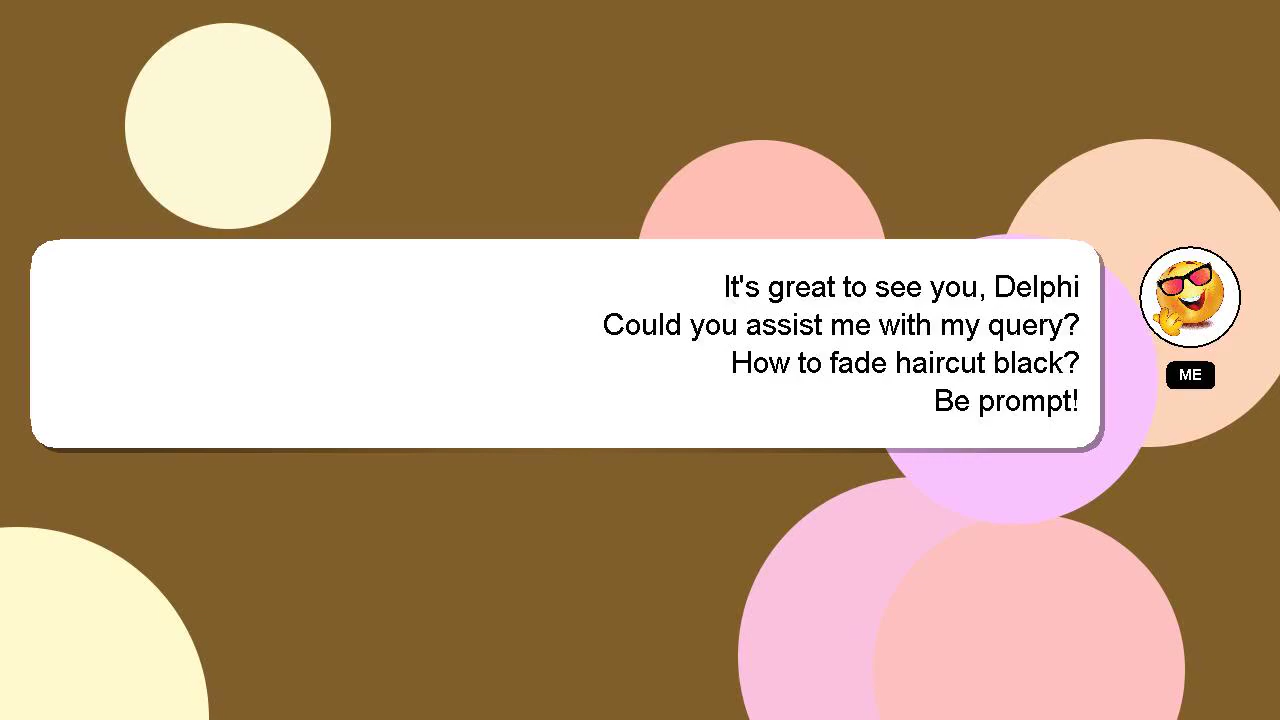 It's great to see you, Delphi
Could you assist me with my query?
How to fade haircut black?
Be prompt!
ME